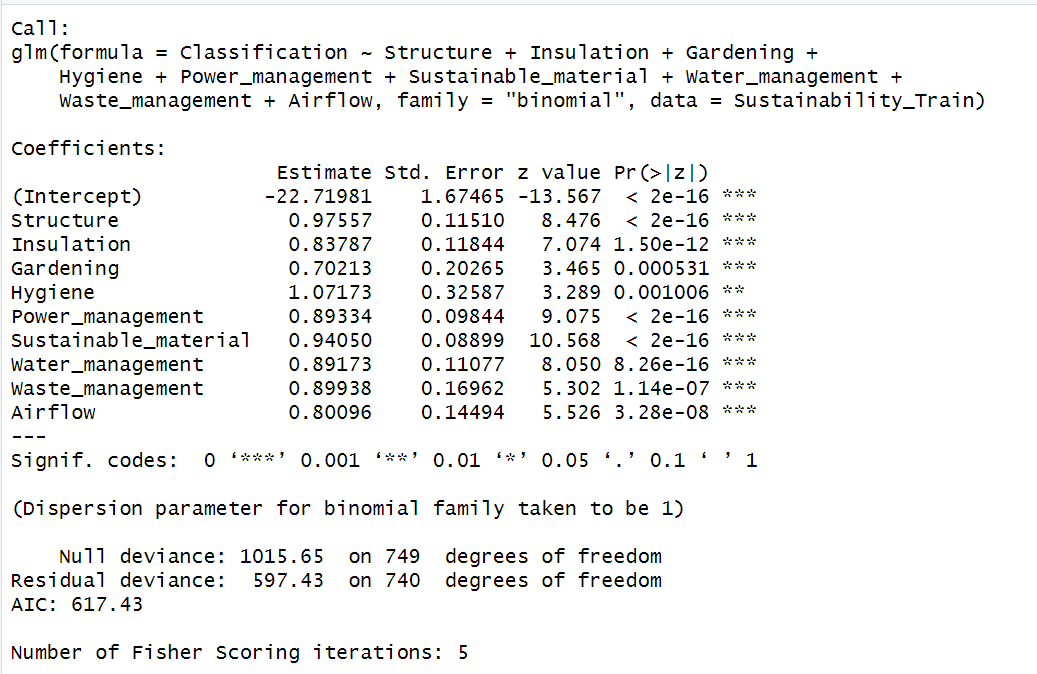 Call:
glm(formula = Classification ~ Structure + Insulation + Gardening +
    Hygiene + Power_management + Sustainable_material + Water_management +
    Waste_management + Airflow, family = "binomial", data = Sustainability_Train)

Coefficients:
                      Estimate Std. Error z value Pr(>|z|)
(Intercept)          -22.71981    1.67465 -13.567  < 2e-16 ***
Structure              0.97557    0.11510   8.476  < 2e-16 ***
Insulation             0.83787    0.11844   7.074 1.50e-12 ***
Gardening              0.70213    0.20265   3.465 0.000531 ***
Hygiene                1.07173    0.32587   3.289 0.001006 **
Power_management       0.89334    0.09844   9.075  < 2e-16 ***
Sustainable_material   0.94050    0.08899  10.568  < 2e-16 ***
Water_management       0.89173    0.11077   8.050 8.26e-16 ***
Waste_management       0.89938    0.16962   5.302 1.14e-07 ***
Airflow                0.80096    0.14494   5.526 3.28e-08 ***
---
Signif. codes:  0 ‘***’ 0.001 ‘**’ 0.01 ‘*’ 0.05 ‘.’ 0.1 ‘ ’ 1

(Dispersion parameter for binomial family taken to be 1)

    Null deviance: 1015.65  on 749  degrees of freedom
Residual deviance:  597.43  on 740  degrees of freedom
AIC: 617.43

Number of Fisher Scoring iterations: 5